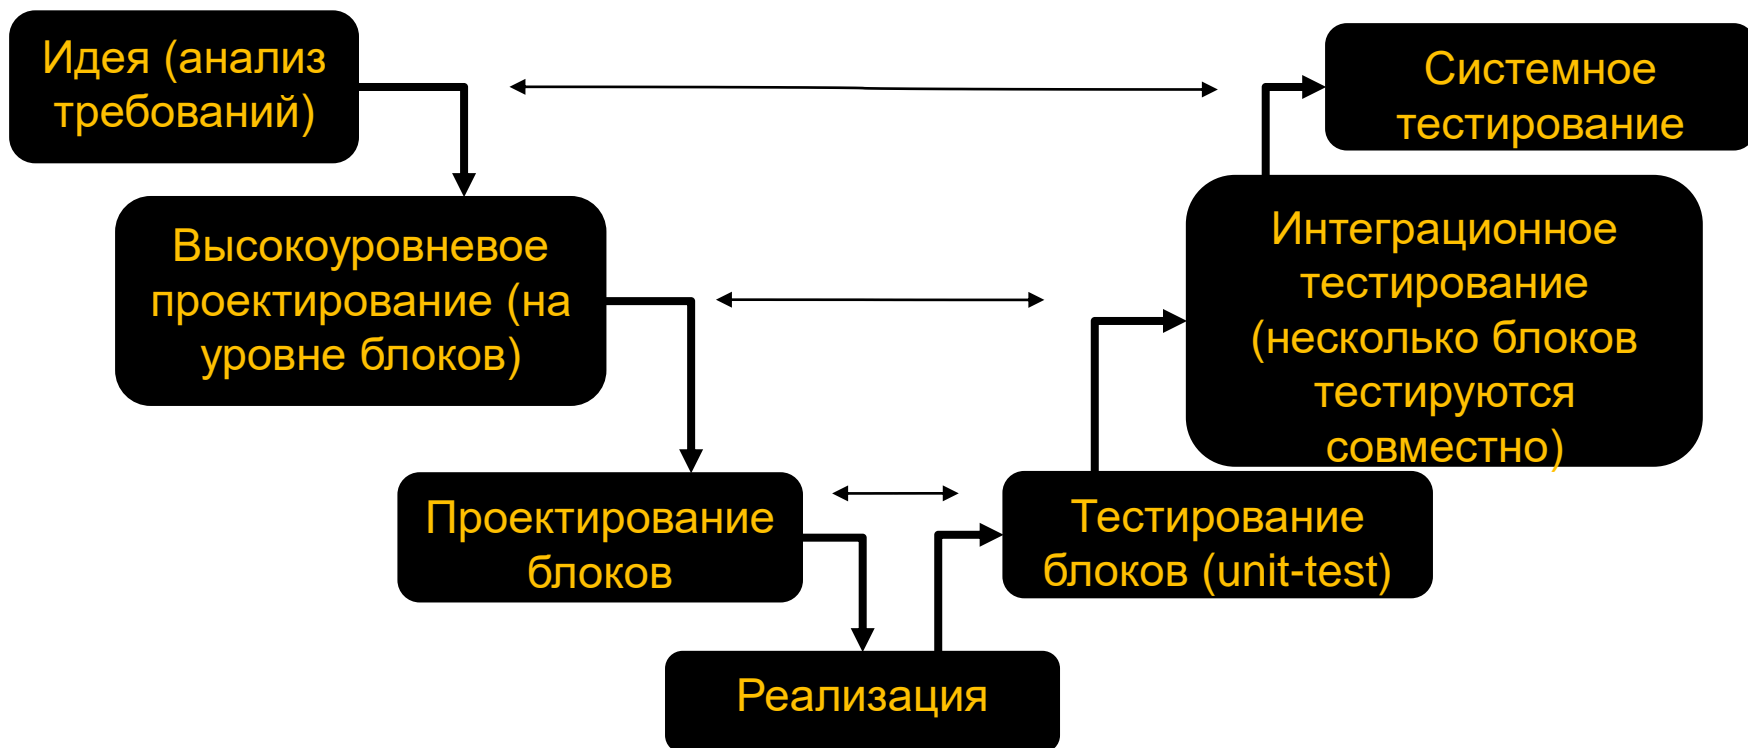 Идея (анализ
требований)
Системное
тестирование
Высокоуровневое
проектирование (на
уровне блоков)
Интеграционное
тестирование
(несколько блоков
тестируются
совместно)
Проектирование
блоков
Тестирование
блоков (unit-test)
Реализация